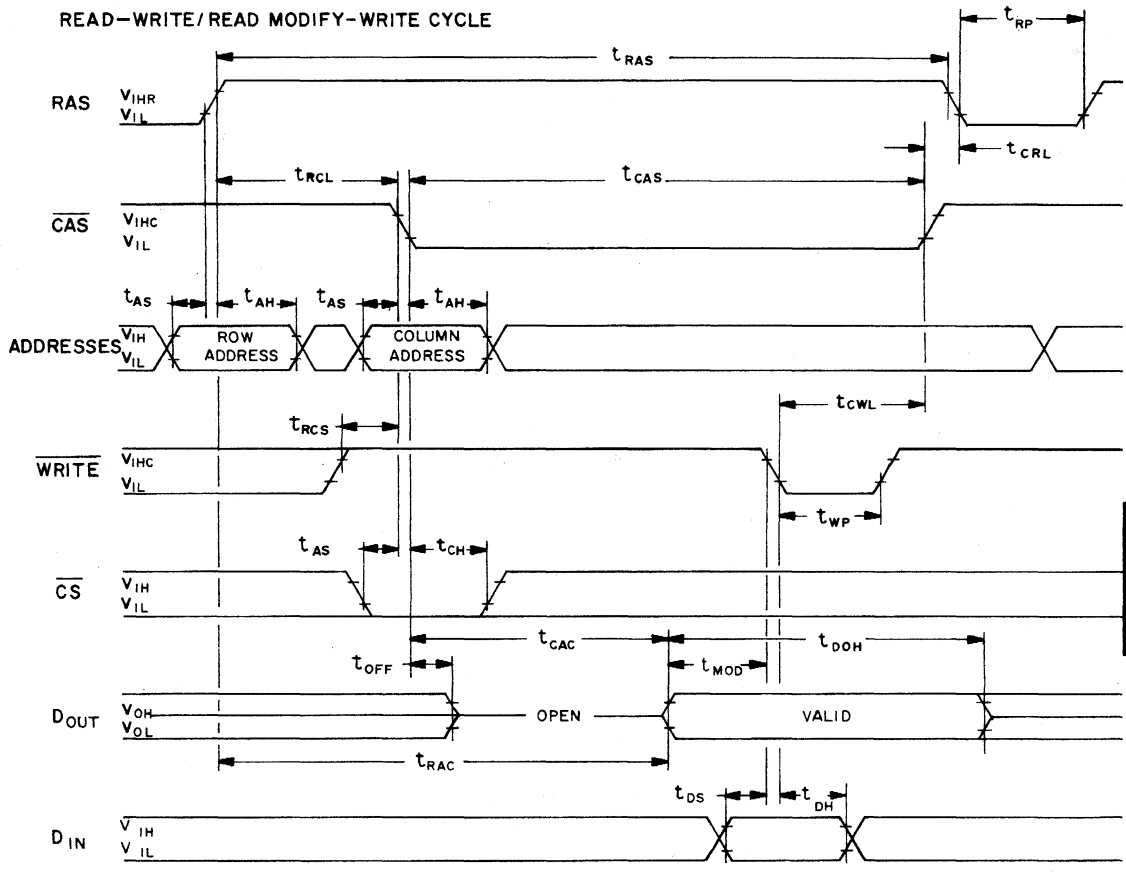 READ-WRITE/READ MODIFY-WRITE CYCLE
tRP
tRAS
RAS
VIHR
VIL
tCRL
tRCL
tCAS
CAS
VIHC
VIL
tAS
tAH
tAS
tAH
ADDRESSES
VIH
VIL
ROW
ADDRESS
COLUMN
ADDRESS
tCWL
tRCS
WRITE
VIHC
VIL
tWP
tAS
tCH
CS
VIH
VIL
tCAC
tDOH
tOFF
tMOD
DOUT
VOH
VOL
OPEN
VALID
tRAC
tDS
tDH
DIN
VIH
VIL